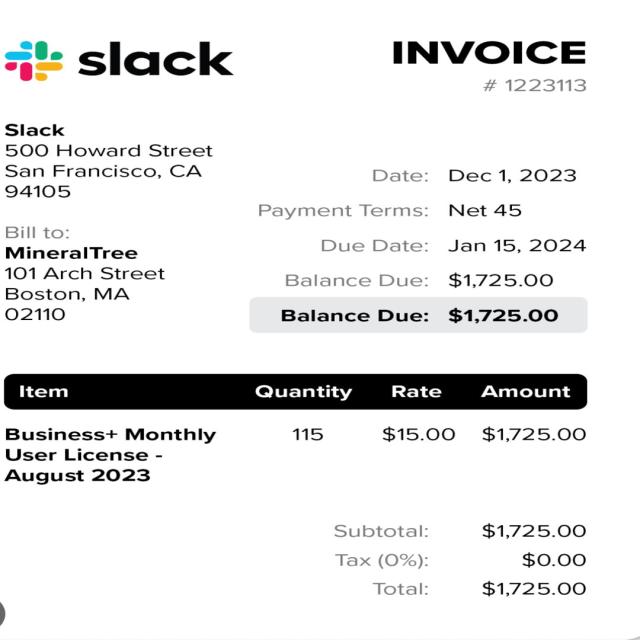 slack
INVOICE
# 1223113
Slack
500 Howard Street
San Francisco, CA
94105
Bill to:
MineralTree
101 Arch Street
Boston, MA
02110
Date: Dec 1, 2023
Payment Terms: Net 45
Due Date: Jan 15, 2024
Balance Due: $1,725.00
Balance Due: $1,725.00
Item Quantity Rate Amount
Business+ Monthly 115 $15.00 $1,725.00
User License -
August 2023
Subtotal: $1,725.00
Tax (0%): $0.00
Total: $1,725.00